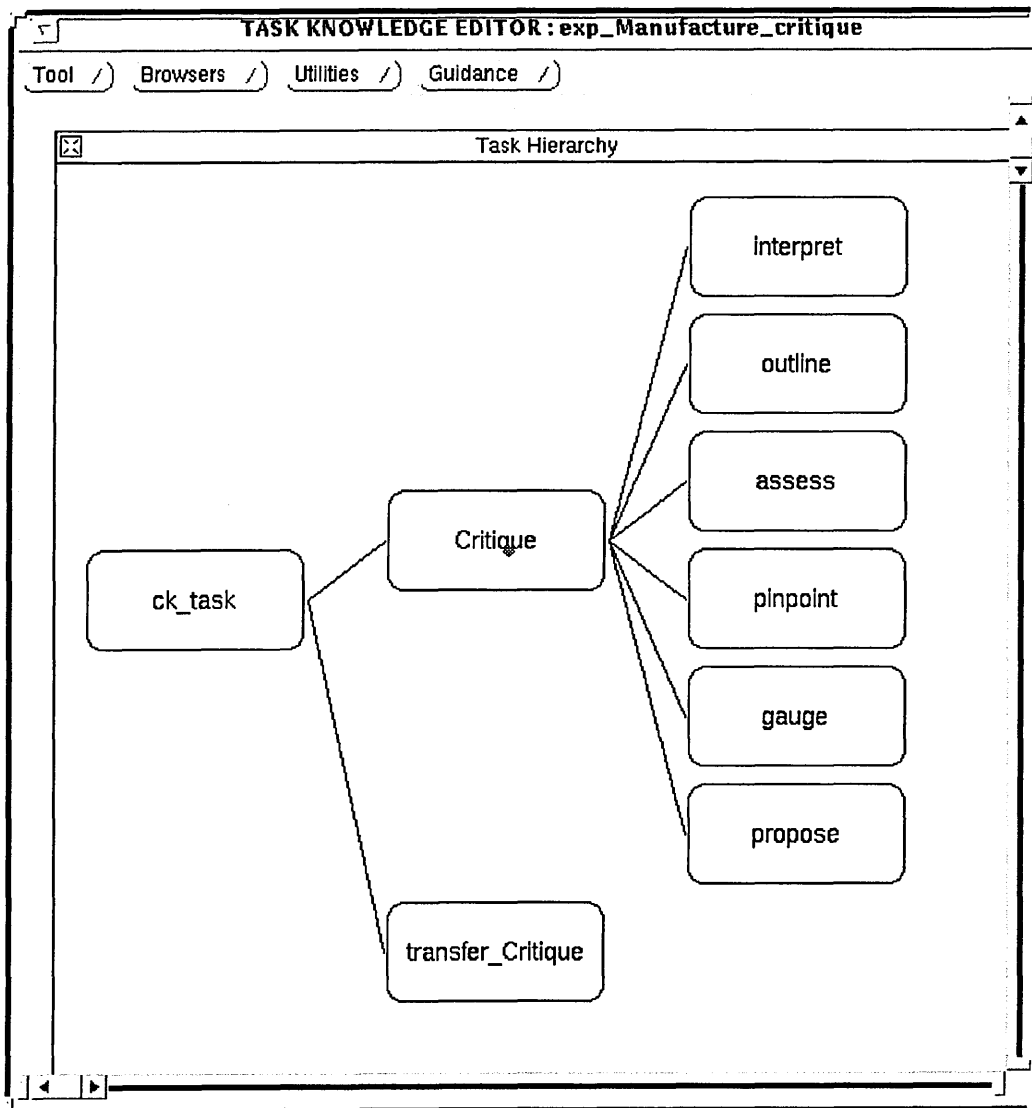 TASK KNOWLEDGE EDITOR : exp_Manufacture_critique
Tool Browsers Utilities Guidance
Task Hierarchy
interpret
outline
assess
Critique
ck_task
pinpoint
gauge
propose
transfer_Critique